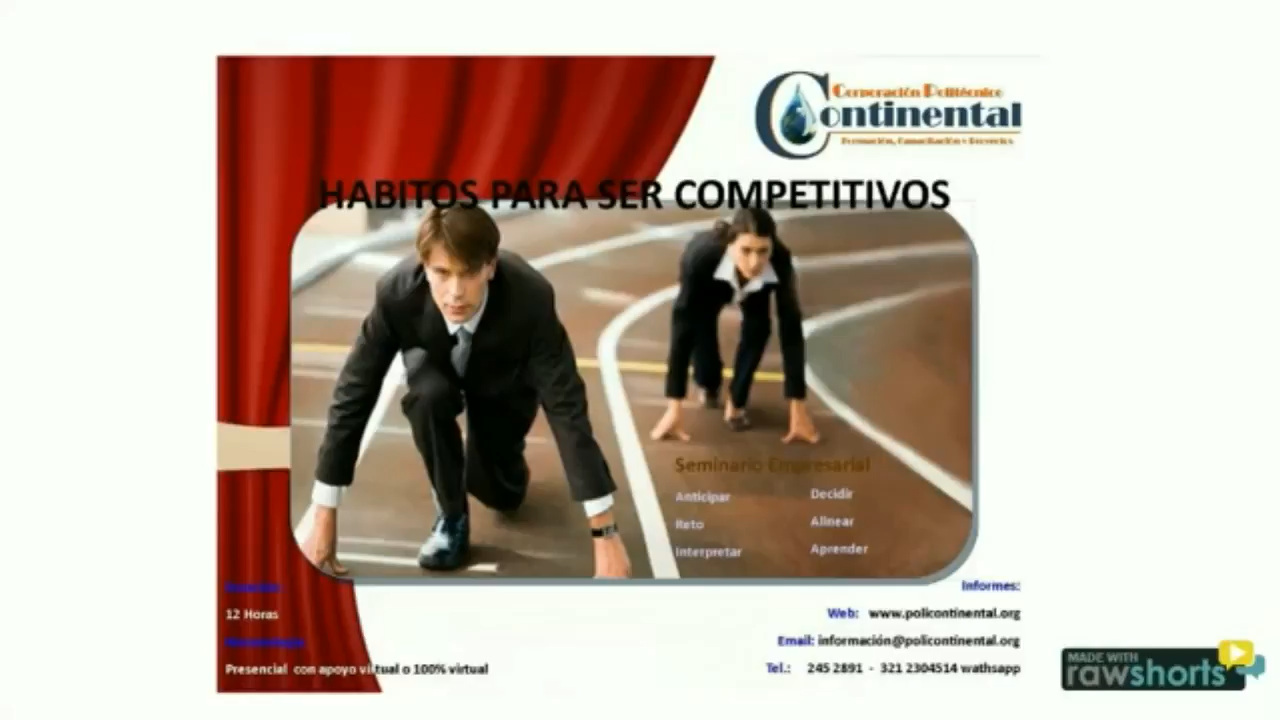 Corporación Politécnico
Continental
Formación, Capacitación y Servicios
HABITOS PARA SER COMPETITIVOS
Seminario Empresarial
Anticipar
Decidir
Reto
Alinear
Interpretar
Aprender
Informes:
12 Horas
Web: www.policontinental.org
Email: información@policontinental.org
Presencial con apoyo virtual o 100% virtual
Tel.: 245 2891 - 321 2304514 wathsapp
MADE WITH
rawshorts